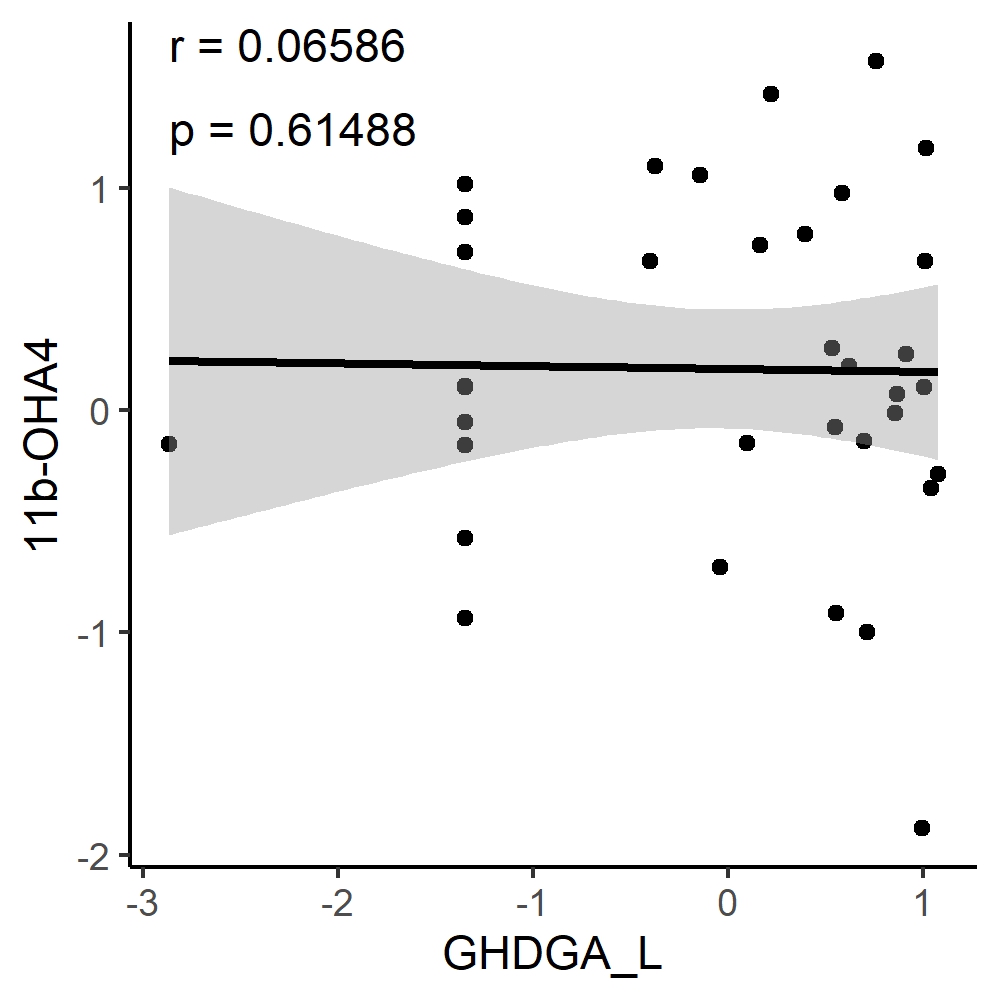 r = 0.06586
p = 0.61488
11b-OHA4
1
0
-1
-2
-3 -2 -1 0 1
GHDGA_L